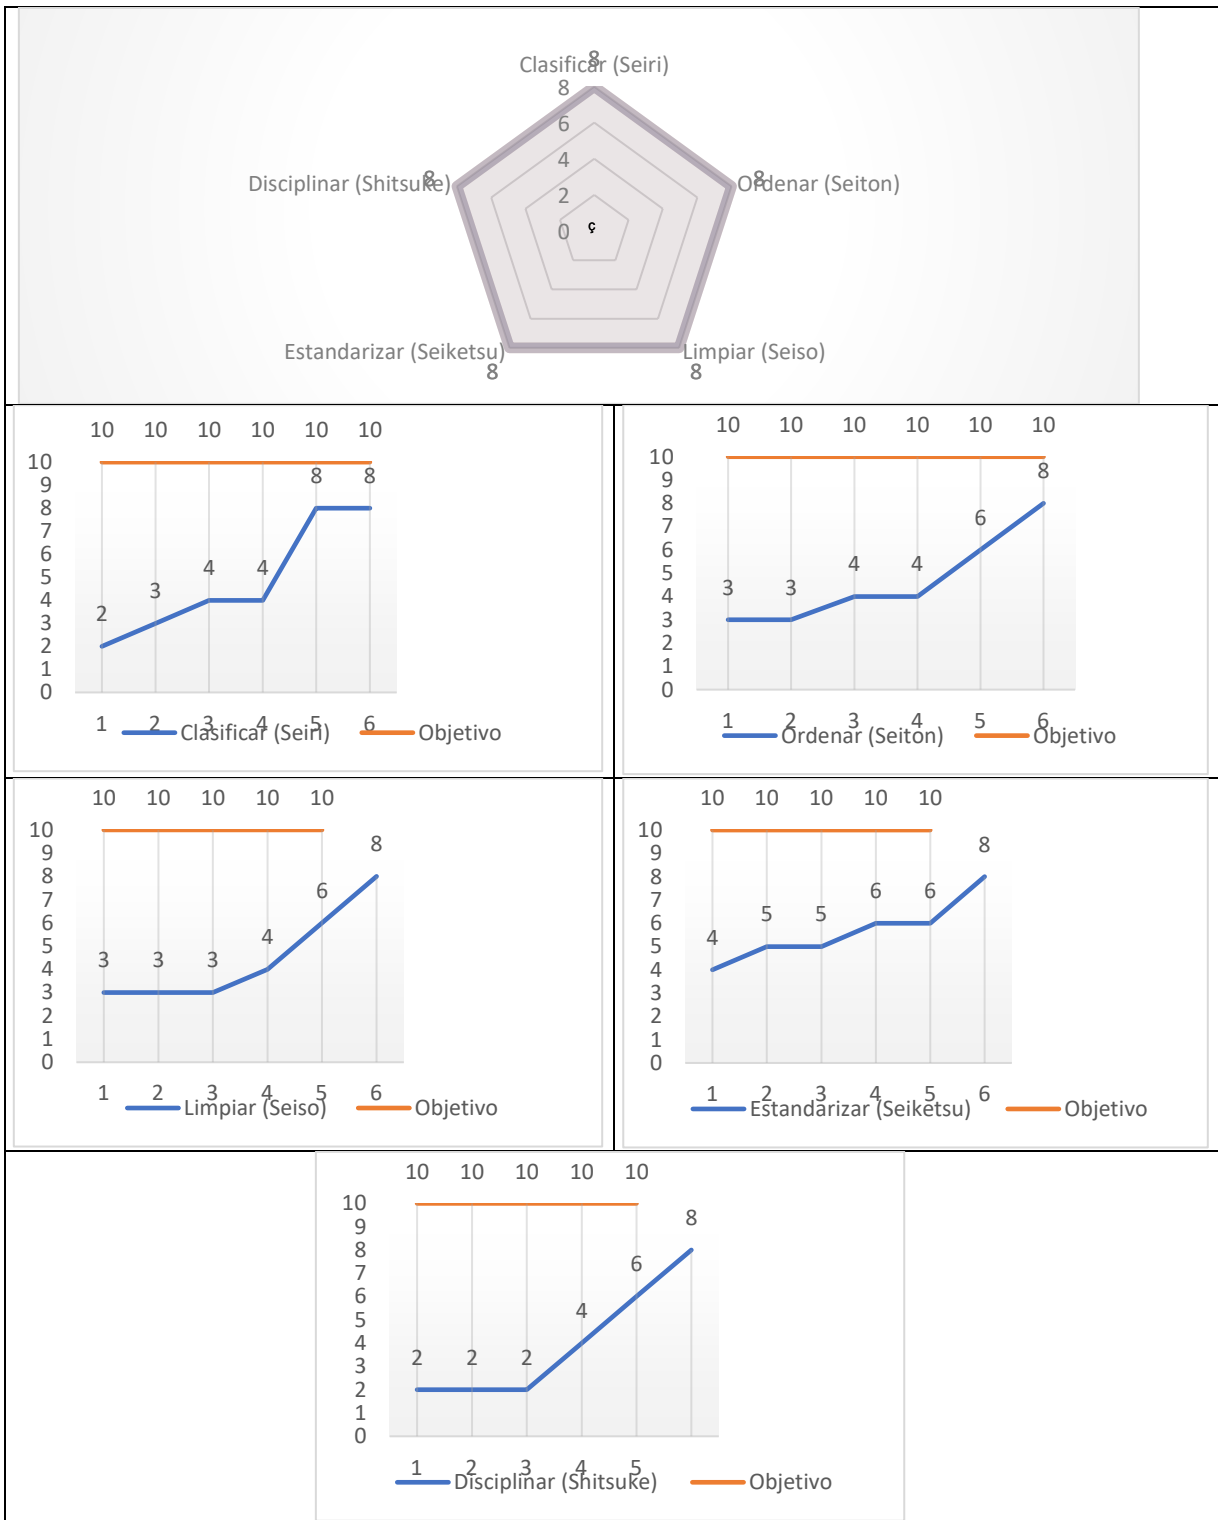 8
Clasificar (Seiri)
8
6
4
2
0
ç
Disciplinar (Shitsuke)
8
Ordenar (Seiton)
8
Estandarizar (Seiketsu)
8
Limpiar (Seiso)
8
10 10 10 10 10 10
10
9
8
7
6
5
4
3
2
1
0
2 3 4 4 8 8
1 2 3 4 5 6
Clasificar (Seiri) Objetivo
10 10 10 10 10 10
10
9
8
7
6
5
4
3
2
1
0
3 3 4 4 6 8
1 2 3 4 5 6
Ordenar (Seiton) Objetivo
10 10 10 10 10
10
9
8
7
6
5
4
3
2
1
0
3 3 3 4 6 8
1 2 3 4 5 6
Limpiar (Seiso) Objetivo
10 10 10 10 10
10
9
8
7
6
5
4
3
2
1
0
4 5 5 6 6 8
1 2 3 4 5 6
Estandarizar (Seiketsu) Objetivo
10 10 10 10 10
10
9
8
7
6
5
4
3
2
1
0
2 2 2 4 6 8
1 2 3 4 5
Disciplinar (Shitsuke) Objetivo